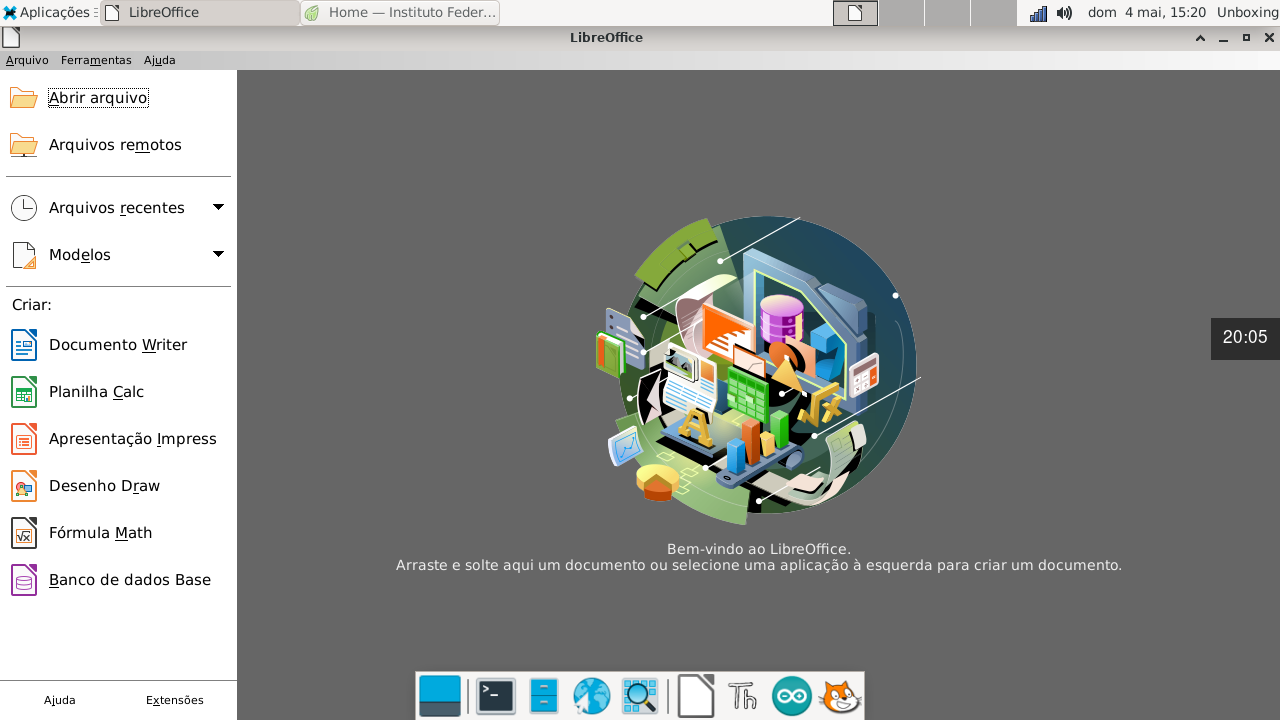 Aplicações
LibreOffice
Home — Instituto Feder...
dom 4 mai, 15:20
Unboxing
LibreOffice
Arquivo Ferramentas Ajuda
Abrir arquivo
Arquivos remotos
Arquivos recentes
Modelos
Criar:
Documento Writer
Planilha Calc
Apresentação Impress
Desenho Draw
Fórmula Math
Banco de dados Base
Ajuda
Extensões
A
√x
Bem-vindo ao LibreOffice.
Arraste e solte aqui um documento ou selecione uma aplicação à esquerda para criar um documento.
20:05
>_
Th